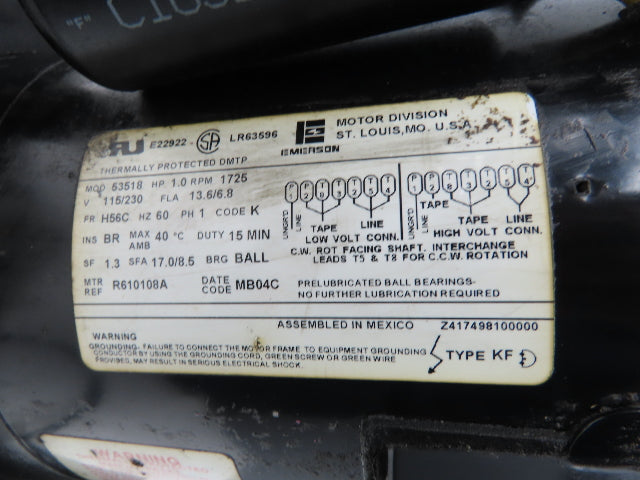 "F"
E22922 LR63596
EMERSON
MOTOR DIVISION
ST. LOUIS, MO. U.S.A.
THERMALLY PROTECTED DMTP
MOD 53518 HP 1.0 RPM 1725
V 115/230 FLA 13.6/6.8
FR H56C HZ 60 PH 1 CODE K
INS BR MAX AMB 40 °C DUTY 15 MIN
SF 1.3 SFA 17.0/8.5 BRG BALL
MTR REF R610108A DATE CODE MB04C
UNGR'D LINE TAPE LINE
LOW VOLT CONN.
UNGR'D LINE TAPE LINE
HIGH VOLT CONN.
C.W. ROT FACING SHAFT. INTERCHANGE
LEADS T5 & T8 FOR C.C.W. ROTATION
PRELUBRICATED BALL BEARINGS-
NO FURTHER LUBRICATION REQUIRED
ASSEMBLED IN MEXICO Z417498100000
WARNING
GROUNDING. FAILURE TO CONNECT THE MOTOR FRAME TO EQUIPMENT GROUNDING
CONDUCTOR BY USING THE GROUNDING CORD, GREEN SCREW OR GREEN WIRE
PROVIDED, MAY RESULT IN SERIOUS ELECTRICAL SHOCK.
TYPE KF
WARNING